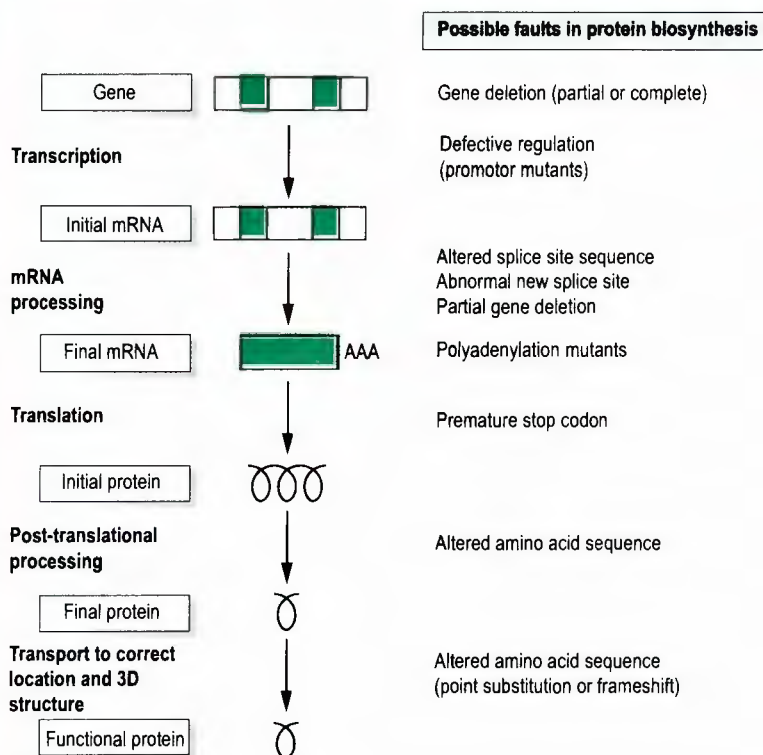 Possible faults in protein biosynthesis
Gene
Gene deletion (partial or complete)
Transcription
Defective regulation
(promotor mutants)
Initial mRNA
mRNA
processing
Altered splice site sequence
Abnormal new splice site
Partial gene deletion
Final mRNA
AAA
Polyadenylation mutants
Translation
Premature stop codon
Initial protein
Post-translational
processing
Altered amino acid sequence
Final protein
Transport to correct
location and 3D
structure
Altered amino acid sequence
(point substitution or frameshift)
Functional protein